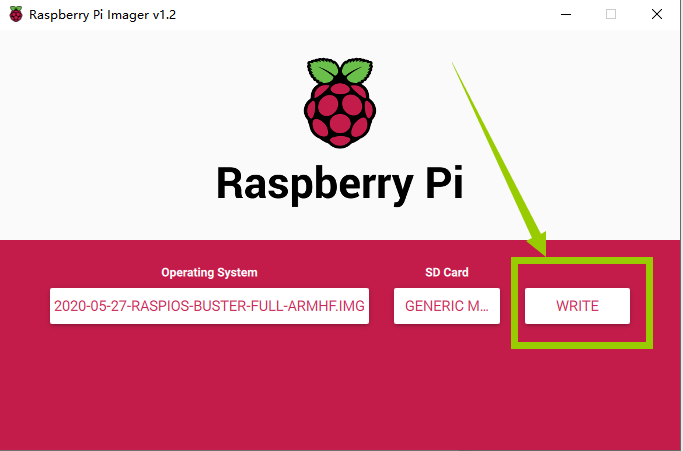 Raspberry Pi Imager v1.2
Raspberry Pi
Operating System
SD Card
2020-05-27-RASPIOS-BUSTER-FULL-ARMHF.IMG
GENERIC M...
WRITE